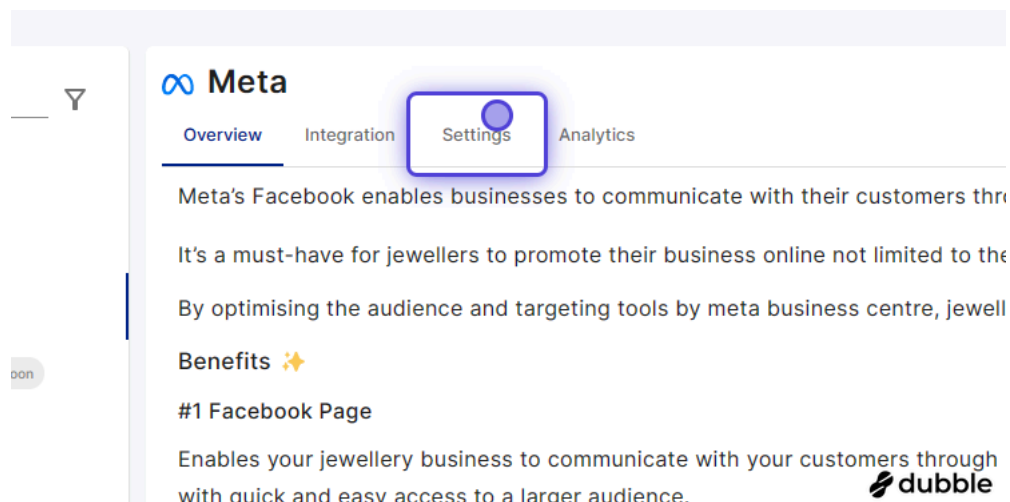 Meta
Overview Integration Settings Analytics
Meta’s Facebook enables businesses to communicate with their customers
It’s a must-have for jewellers to promote their business online not limited to
By optimising the audience and targeting tools by meta business centre,
Benefits ✨
#1 Facebook Page
oon
Enables your jewellery business to communicate with your customers through
with quick and easy access to a larger audience.
dubble